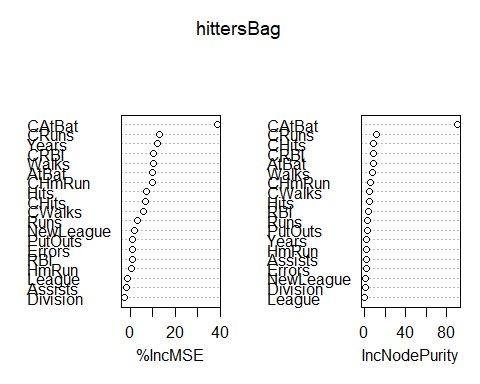 hittersBag
CAtBat
CRuns
Years
CRBI
Walks
AtBat
CHmRun
Hits
CHits
CWalks
Runs
NewLeague
PutOuts
Errors
RBI
HmRun
League
Assists
Division
0 20 40
%IncMSE
CAtBat
CRuns
CHits
CRBI
AtBat
Walks
CHmRun
CWalks
Hits
RBI
Runs
PutOuts
Years
HmRun
Assists
Errors
NewLeague
Division
League
0 40 80
IncNodePurity